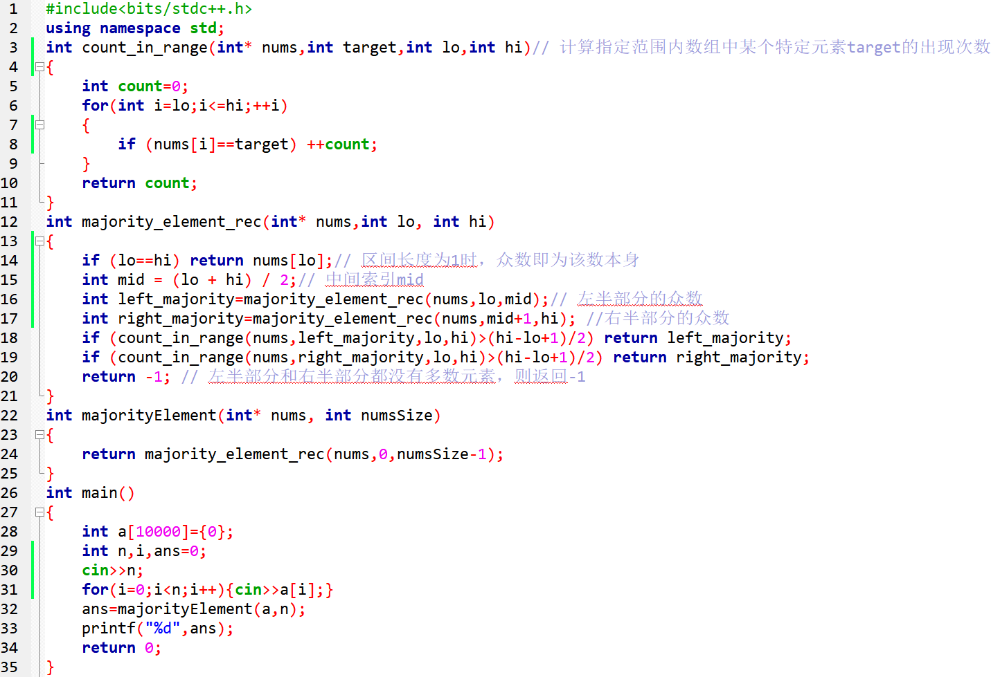 1 #include<bits/stdc++.h>
2 using namespace std;
3 int count_in_range(int* nums,int target,int lo,int hi)// 计算指定范围内数组中某个特定元素target的出现次数
4 {
5     int count=0;
6     for(int i=lo;i<=hi;++i)
7     {
8         if (nums[i]==target) ++count;
9     }
10     return count;
11 }
12 int majority_element_rec(int* nums,int lo, int hi)
13 {
14     if (lo==hi) return nums[lo];// 区间长度为1时，众数即为该数本身
15     int mid = (lo + hi) / 2;// 中间索引mid
16     int left_majority=majority_element_rec(nums,lo,mid);// 左半部分的众数
17     int right_majority=majority_element_rec(nums,mid+1,hi); //右半部分的众数
18     if (count_in_range(nums,left_majority,lo,hi)>(hi-lo+1)/2) return left_majority;
19     if (count_in_range(nums,right_majority,lo,hi)>(hi-lo+1)/2) return right_majority;
20     return -1; // 左半部分和右半部分都没有多数元素，则返回-1
21 }
22 int majorityElement(int* nums, int numsSize)
23 {
24     return majority_element_rec(nums,0,numsSize-1);
25 }
26 int main()
27 {
28     int a[10000]={0};
29     int n,i,ans=0;
30     cin>>n;
31     for(i=0;i<n;i++){cin>>a[i];}
32     ans=majorityElement(a,n);
33     printf("%d",ans);
34     return 0;
35 }